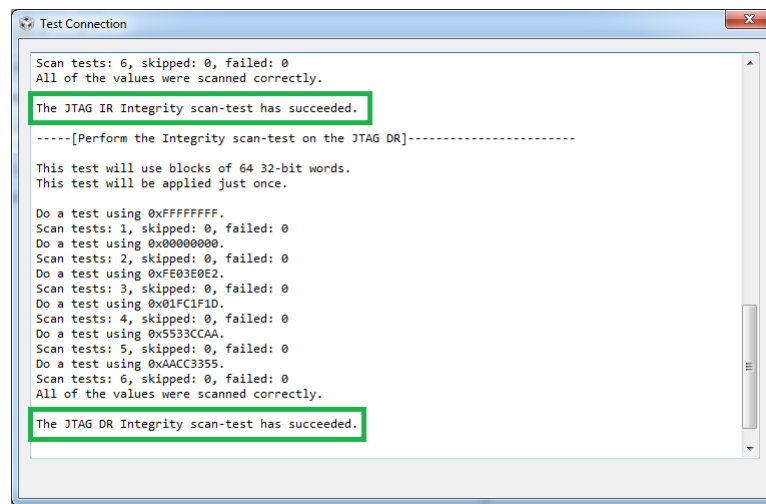 Test Connection
Scan tests: 6, skipped: 0, failed: 0
All of the values were scanned correctly.
The JTAG IR Integrity scan-test has succeeded.
-----[Perform the Integrity scan-test on the JTAG DR]------------------------
This test will use blocks of 64 32-bit words.
This test will be applied just once.
Do a test using 0xFFFFFFFF.
Scan tests: 1, skipped: 0, failed: 0
Do a test using 0x00000000.
Scan tests: 2, skipped: 0, failed: 0
Do a test using 0xFE03E0E2.
Scan tests: 3, skipped: 0, failed: 0
Do a test using 0x01FC1F1D.
Scan tests: 4, skipped: 0, failed: 0
Do a test using 0x5533CCAA.
Scan tests: 5, skipped: 0, failed: 0
Do a test using 0xAACC3355.
Scan tests: 6, skipped: 0, failed: 0
All of the values were scanned correctly.
The JTAG DR Integrity scan-test has succeeded.